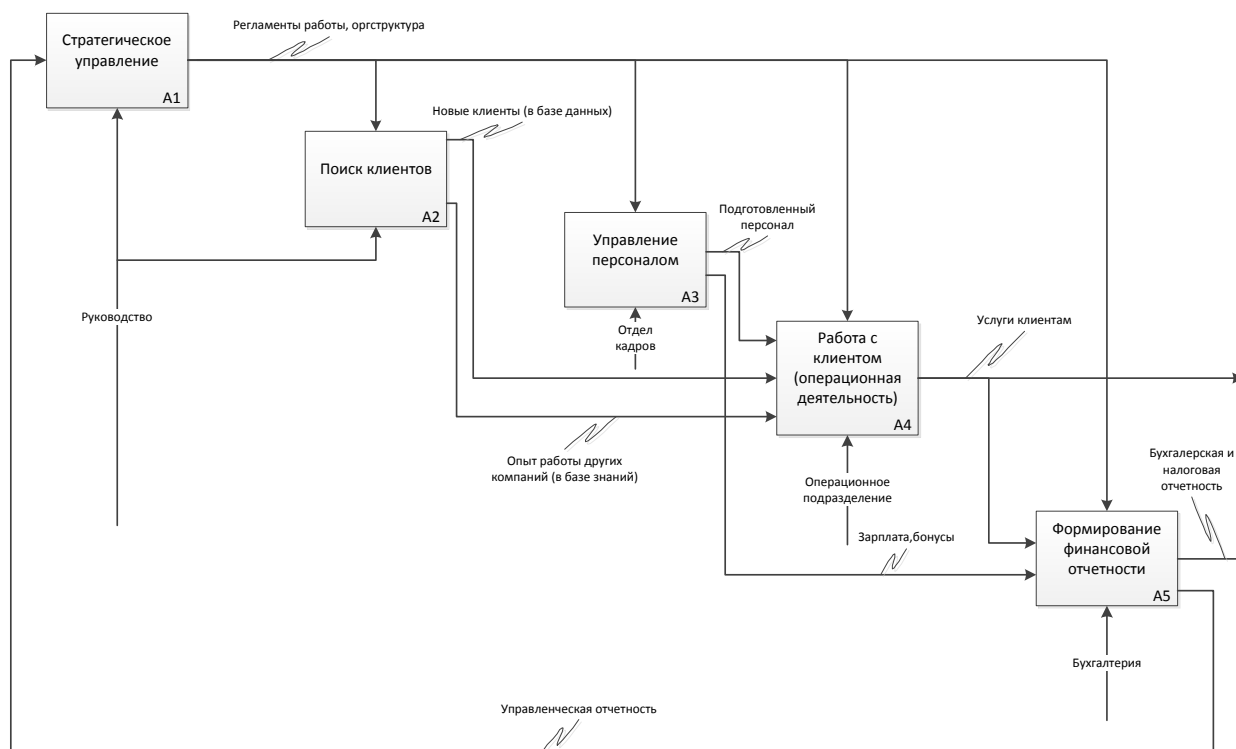 Регламенты работы, оргструктура
Стратегическое
управление
A1
Новые клиенты (в базе данных)
Поиск клиентов
A2
Подготовленный
персонал
Управление
персоналом
A3
Руководство
Отдел
кадров
Услуги клиентам
Работа с
клиентом
(операционная
деятельность)
A4
Опыт работы других
компаний (в базе знаний)
Бухгалерская и
налоговая
отчетность
Операционное
подразделение
Зарплата,бонусы
Формирование
финансовой
отчетности
A5
Бухгалтерия
Управленческая отчетность